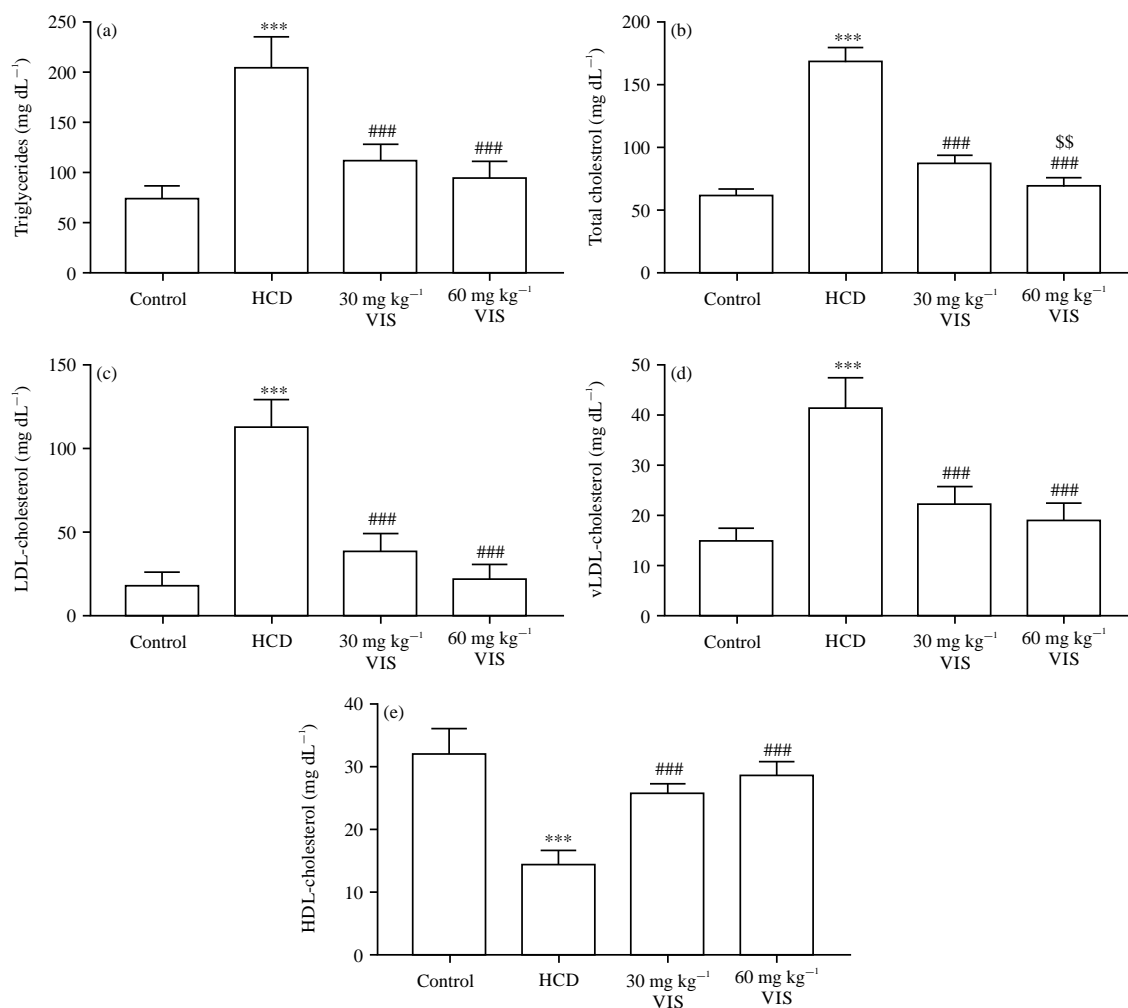 (a)
Triglycerides (mg dL⁻¹)
250
200
150
100
50
0
***
###
###
Control
HCD
30 mg kg⁻¹
VIS
60 mg kg⁻¹
VIS
(b)
Total cholestrol (mg dL⁻¹)
200
150
100
50
0
***
###
$$
###
Control
HCD
30 mg kg⁻¹
VIS
60 mg kg⁻¹
VIS
(c)
LDL-cholesterol (mg dL⁻¹)
150
100
50
0
***
###
###
Control
HCD
30 mg kg⁻¹
VIS
60 mg kg⁻¹
VIS
(d)
vLDL-cholesterol (mg dL⁻¹)
50
40
30
20
10
0
***
###
###
Control
HCD
30 mg kg⁻¹
VIS
60 mg kg⁻¹
VIS
(e)
HDL-cholesterol (mg dL⁻¹)
40
30
20
10
0
***
###
###
Control
HCD
30 mg kg⁻¹
VIS
60 mg kg⁻¹
VIS